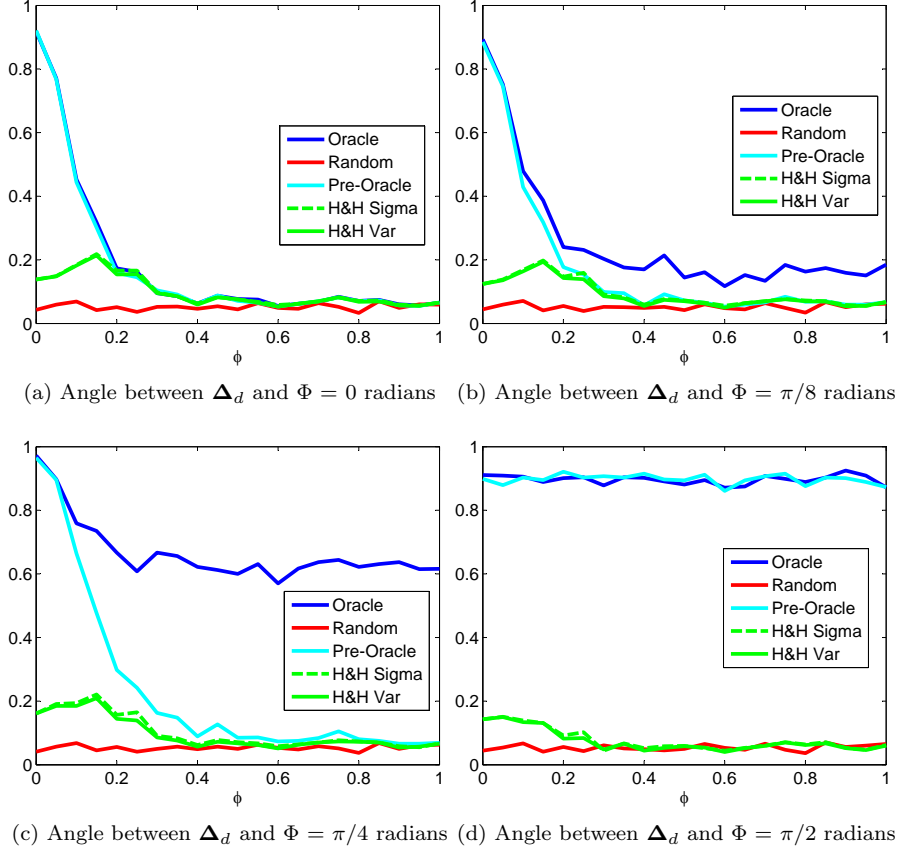 1
0.8
0.6
0.4
0.2
0
0 0.2 0.4 0.6 0.8 1
ϕ
Oracle
Random
Pre-Oracle
H&H Sigma
H&H Var
(a) Angle between Δd and Φ = 0 radians
1
0.8
0.6
0.4
0.2
0
0 0.2 0.4 0.6 0.8 1
ϕ
Oracle
Random
Pre-Oracle
H&H Sigma
H&H Var
(b) Angle between Δd and Φ = π/8 radians
1
0.8
0.6
0.4
0.2
0
0 0.2 0.4 0.6 0.8 1
ϕ
Oracle
Random
Pre-Oracle
H&H Sigma
H&H Var
(c) Angle between Δd and Φ = π/4 radians
1
0.8
0.6
0.4
0.2
0
0 0.2 0.4 0.6 0.8 1
ϕ
Oracle
Random
Pre-Oracle
H&H Sigma
H&H Var
(d) Angle between Δd and Φ = π/2 radians